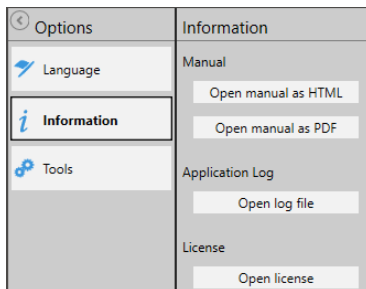 Options
Language
Information
Tools
Information
Manual
Open manual as HTML
Open manual as PDF
Application Log
Open log file
License
Open license